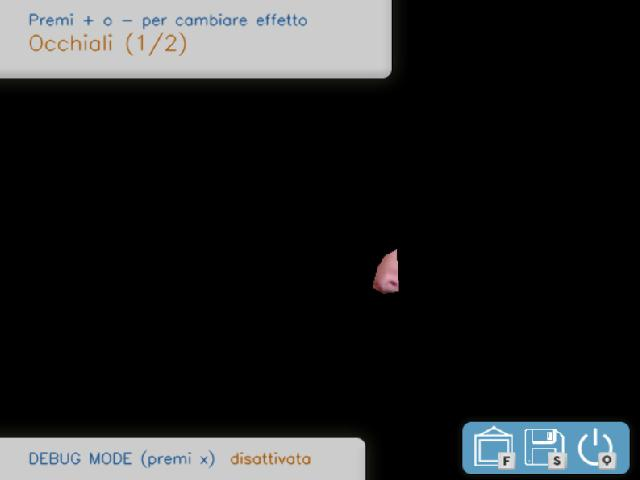 Premi + o - per cambiare effetto
Occhiali (1/2)
DEBUG MODE (premi x) disattivata
F S Q